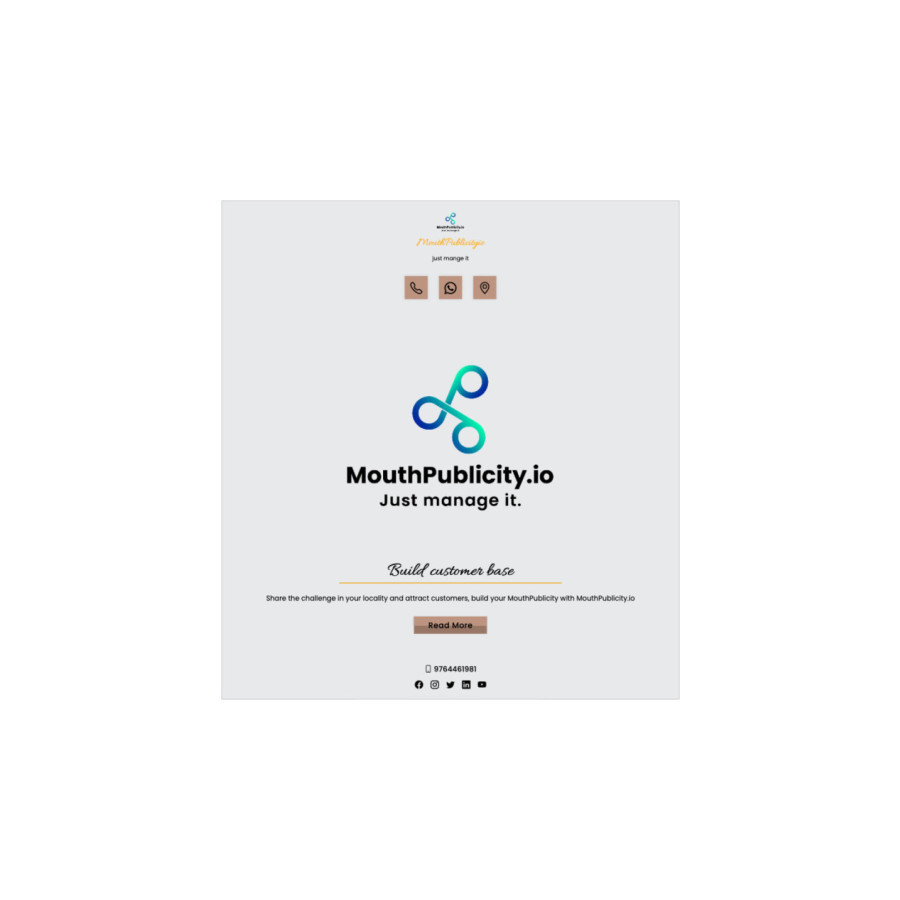 MouthPublicity.io
Just manage it.
MouthPublicityio
just mange it
MouthPublicity.io
Just manage it.
Build customer base
Share the challenge in your locality and attract customers, build your MouthPublicity with MouthPublicity.io
Read More
9764461981